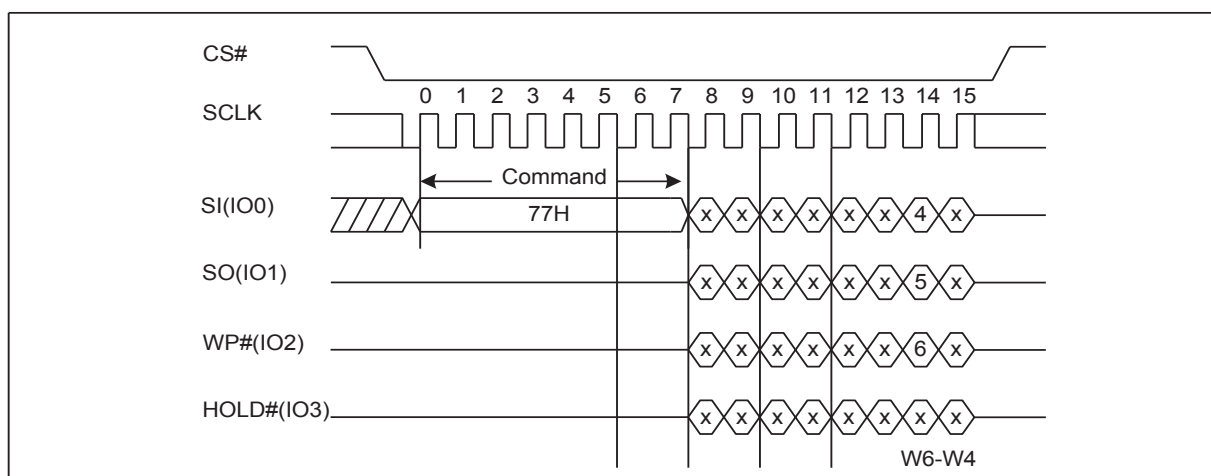 CS#
0 1 2 3 4 5 6 7 8 9 10 11 12 13 14 15
SCLK
Command
SI(IO0) 77H x x x x x x 4 x
SO(IO1) x x x x x x 5 x
WP#(IO2) x x x x x x 6 x
HOLD#(IO3) x x x x x x x x
W6-W4